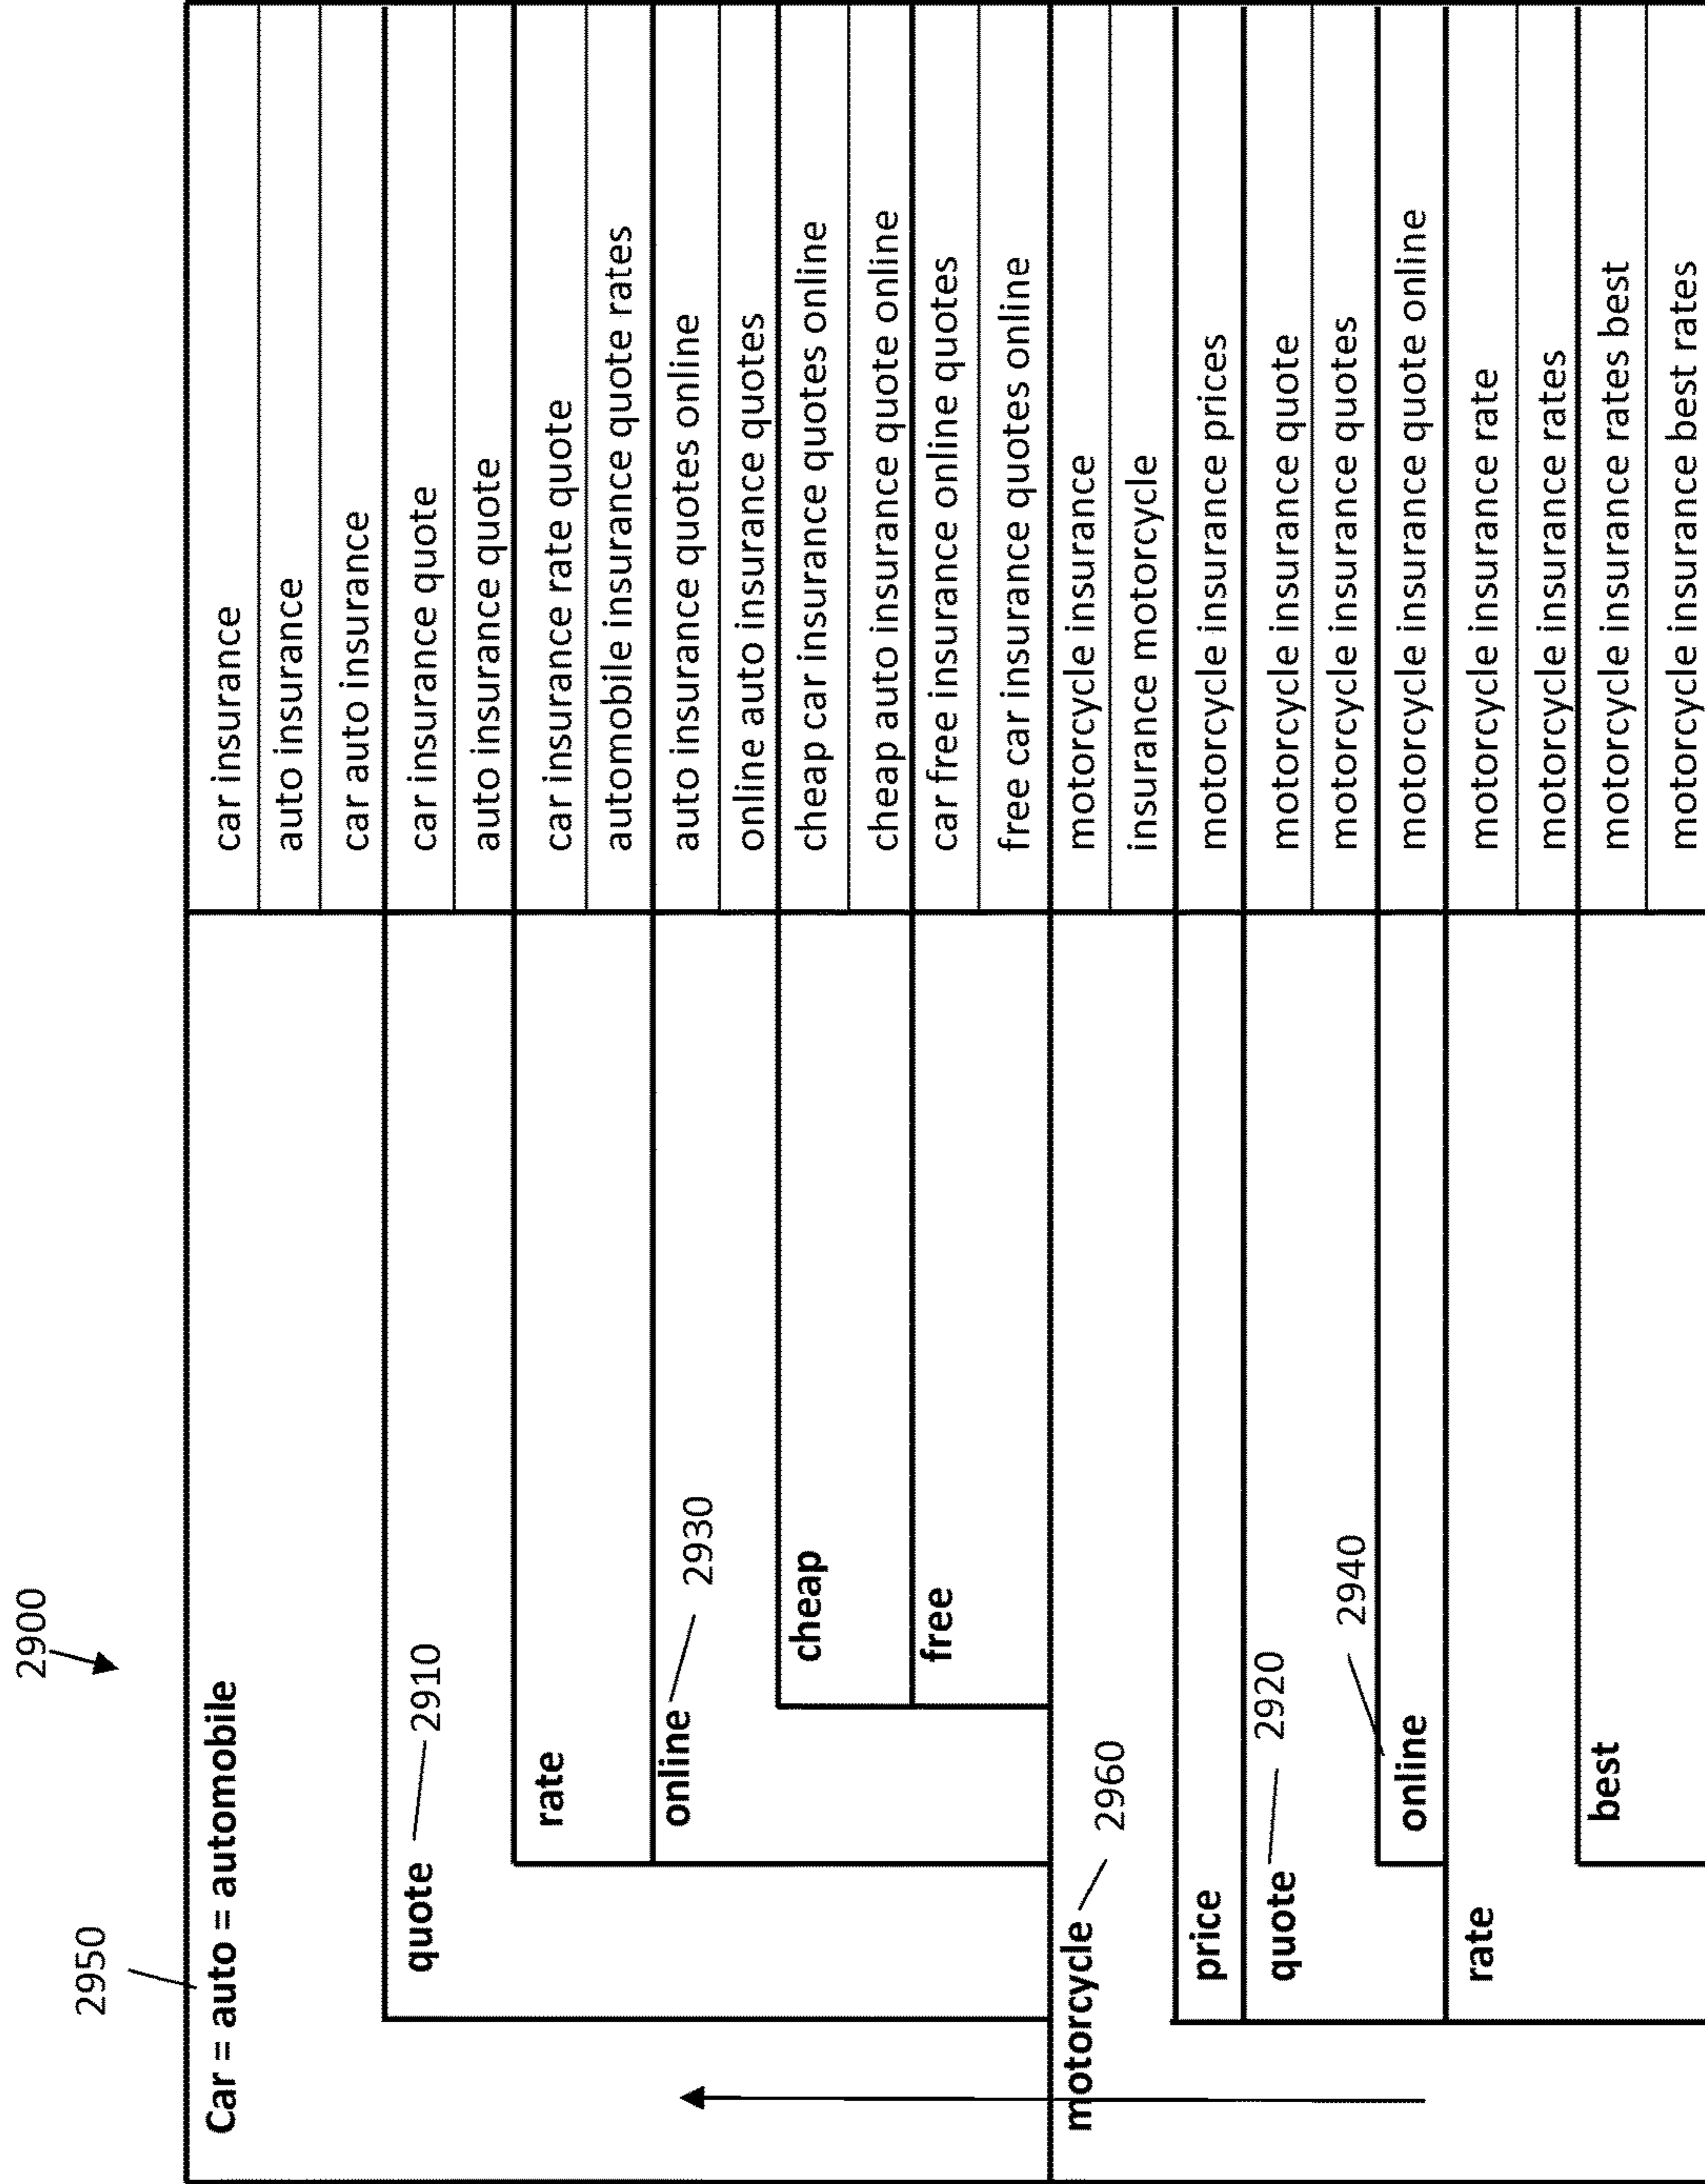 2900
2950
Car = auto = automobile
car insurance
auto insurance
car auto insurance
quote 2910
car insurance quote
auto insurance quote
rate
car insurance rate quote
automobile insurance quote rates
online 2930
auto insurance quotes online
online auto insurance quotes
cheap
cheap car insurance quotes online
cheap auto insurance quote online
free
car free insurance online quotes
free car insurance quotes online
motorcycle 2960
motorcycle insurance
insurance motorcycle
price
motorcycle insurance prices
quote 2920
motorcycle insurance quote
motorcycle insurance quotes
2940
online
motorcycle insurance quote online
rate
motorcycle insurance rate
motorcycle insurance rates
best
motorcycle insurance rates best
motorcycle insurance best rates